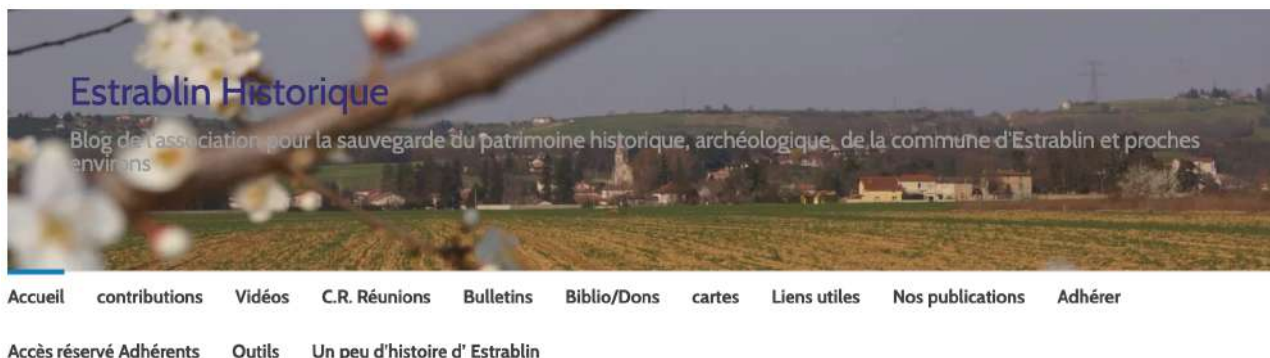 Estrablin Historique
Blog de l'association pour la sauvegarde du patrimoine historique, archéologique, de la commune d'Estrablin et proches
environs
Accueil contributions Vidéos C.R. Réunions Bulletins Biblio/Dons cartes Liens utiles Nos publications Adhérer
Accès réservé Adhérents Outils Un peu d'histoire d' Estrablin